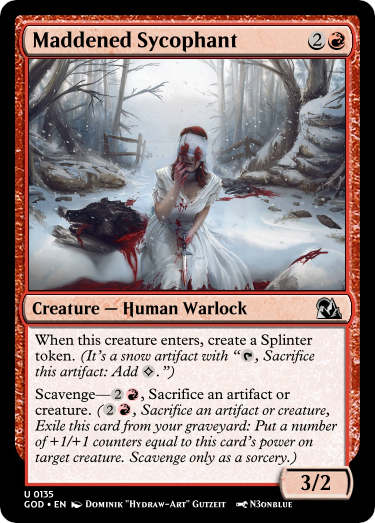 Maddened Sycophant 2
Creature — Human Warlock
When this creature enters, create a Splinter
token. (It's a snow artifact with “, Sacrifice
this artifact: Add .”)
Scavenge—2, Sacrifice an artifact or
creature. (2, Sacrifice an artifact or creature,
Exile this card from your graveyard: Put a number
of +1/+1 counters equal to this card's power on
target creature. Scavenge only as a sorcery.)
3/2
U 0135
GOD • EN Dominik "Hydraw-Art" Gutzeit N3onblue